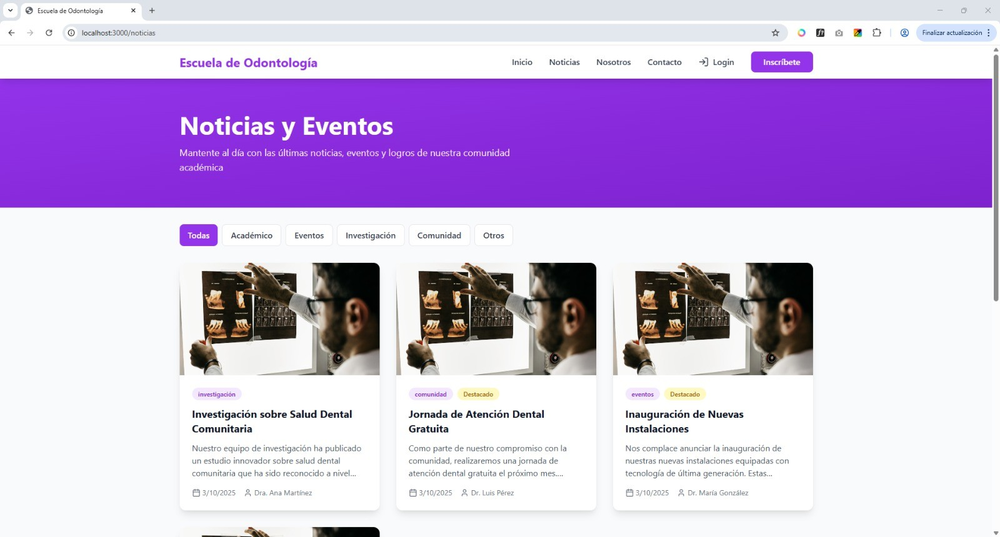 Escuela de Odontología
localhost:3000/noticias
Finalizar actualización
Escuela de Odontología
Inicio
Noticias
Nosotros
Contacto
Login
Inscríbete
Noticias y Eventos
Mantente al día con las últimas noticias, eventos y logros de nuestra comunidad
académica
Todas
Académico
Eventos
Investigación
Comunidad
Otros
investigación
Investigación sobre Salud Dental
Comunitaria
Nuestro equipo de investigación ha publicado
un estudio innovador sobre salud dental
comunitaria que ha sido reconocido a nivel...
3/10/2025
Dra. Ana Martínez
comunidad
Destacado
Jornada de Atención Dental
Gratuita
Como parte de nuestro compromiso con la
comunidad, realizaremos una jornada de
atención dental gratuita el próximo mes....
3/10/2025
Dr. Luis Pérez
eventos
Destacado
Inauguración de Nuevas
Instalaciones
Nos complace anunciar la inauguración de
nuestras nuevas instalaciones equipadas con
tecnología de última generación. Estas...
3/10/2025
Dr. María González